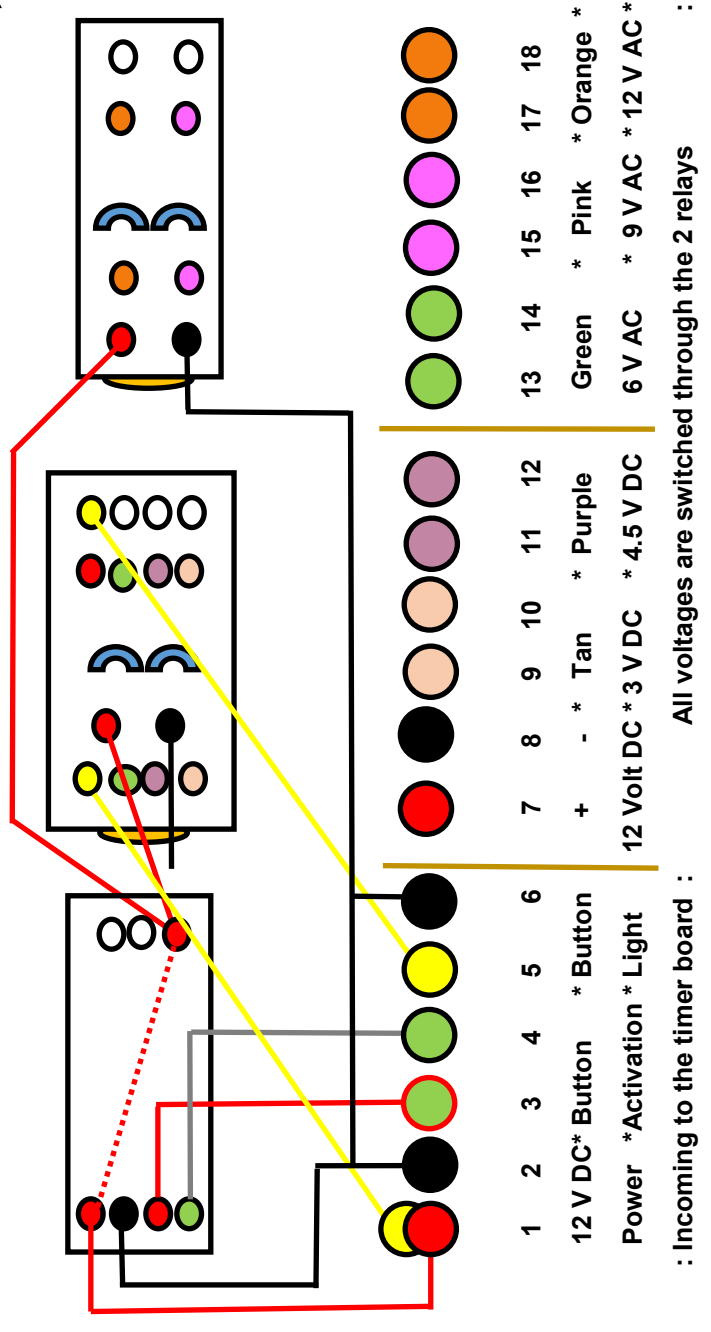 1 2 3 4 5 6 7 8 9 10 11 12 13 14 15 16 17 18
12 V DC* Button * Button + - * Tan * Purple Green * Pink * Orange *
Power *Activation * Light 12 Volt DC * 3 V DC * 4.5 V DC 6 V AC * 9 V AC * 12 V AC *
: Incoming to the timer board : All voltages are switched through the 2 relays :